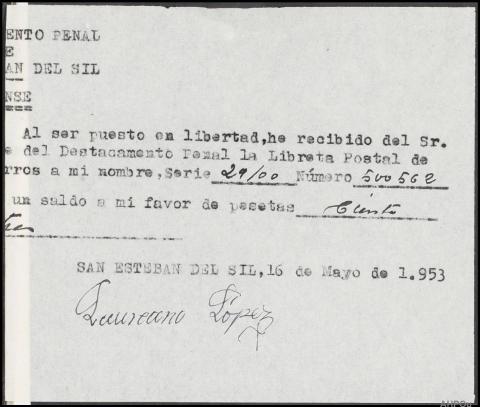 ENTO PENAL
E
AN DEL SIL
NSE
Al ser puesto en libertad,he recibido del Sr.
e del Destacamento Penal la Libreta Postal de
rros a mi nombre,Serie 29/00 Número 500562
un saldo a mi favor de pesetas Ciento
tres
SAN ESTEBAN DEL SIL,16 de Mayo de 1.953
Laureano López